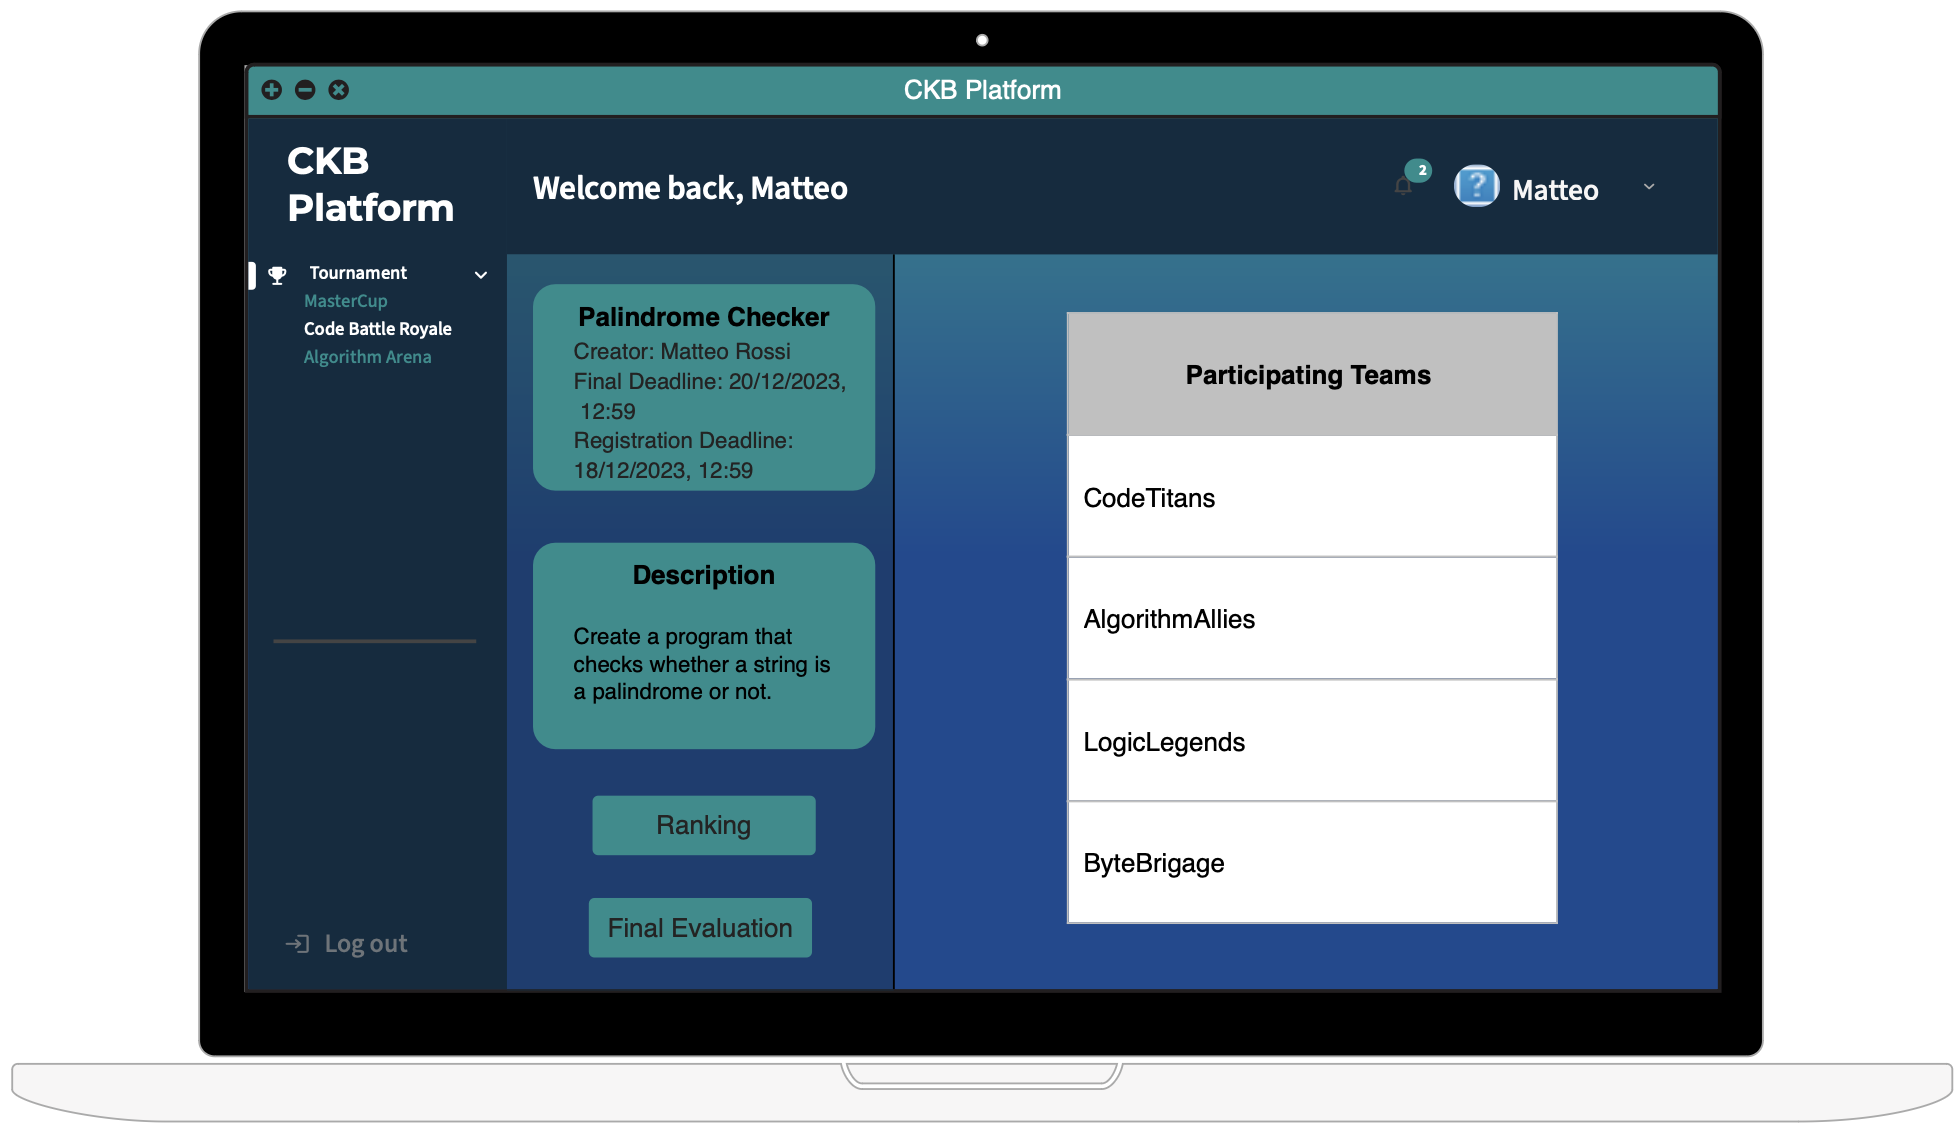 CKB Platform
CKB
Platform
Welcome back, Matteo
2
Matteo
Tournament
MasterCup
Code Battle Royale
Algorithm Arena
Log out
Palindrome Checker
Creator: Matteo Rossi
Final Deadline: 20/12/2023,
12:59
Registration Deadline:
18/12/2023, 12:59
Description
Create a program that
checks whether a string is
a palindrome or not.
Ranking
Final Evaluation
Participating Teams
CodeTitans
AlgorithmAllies
LogicLegends
ByteBrigage